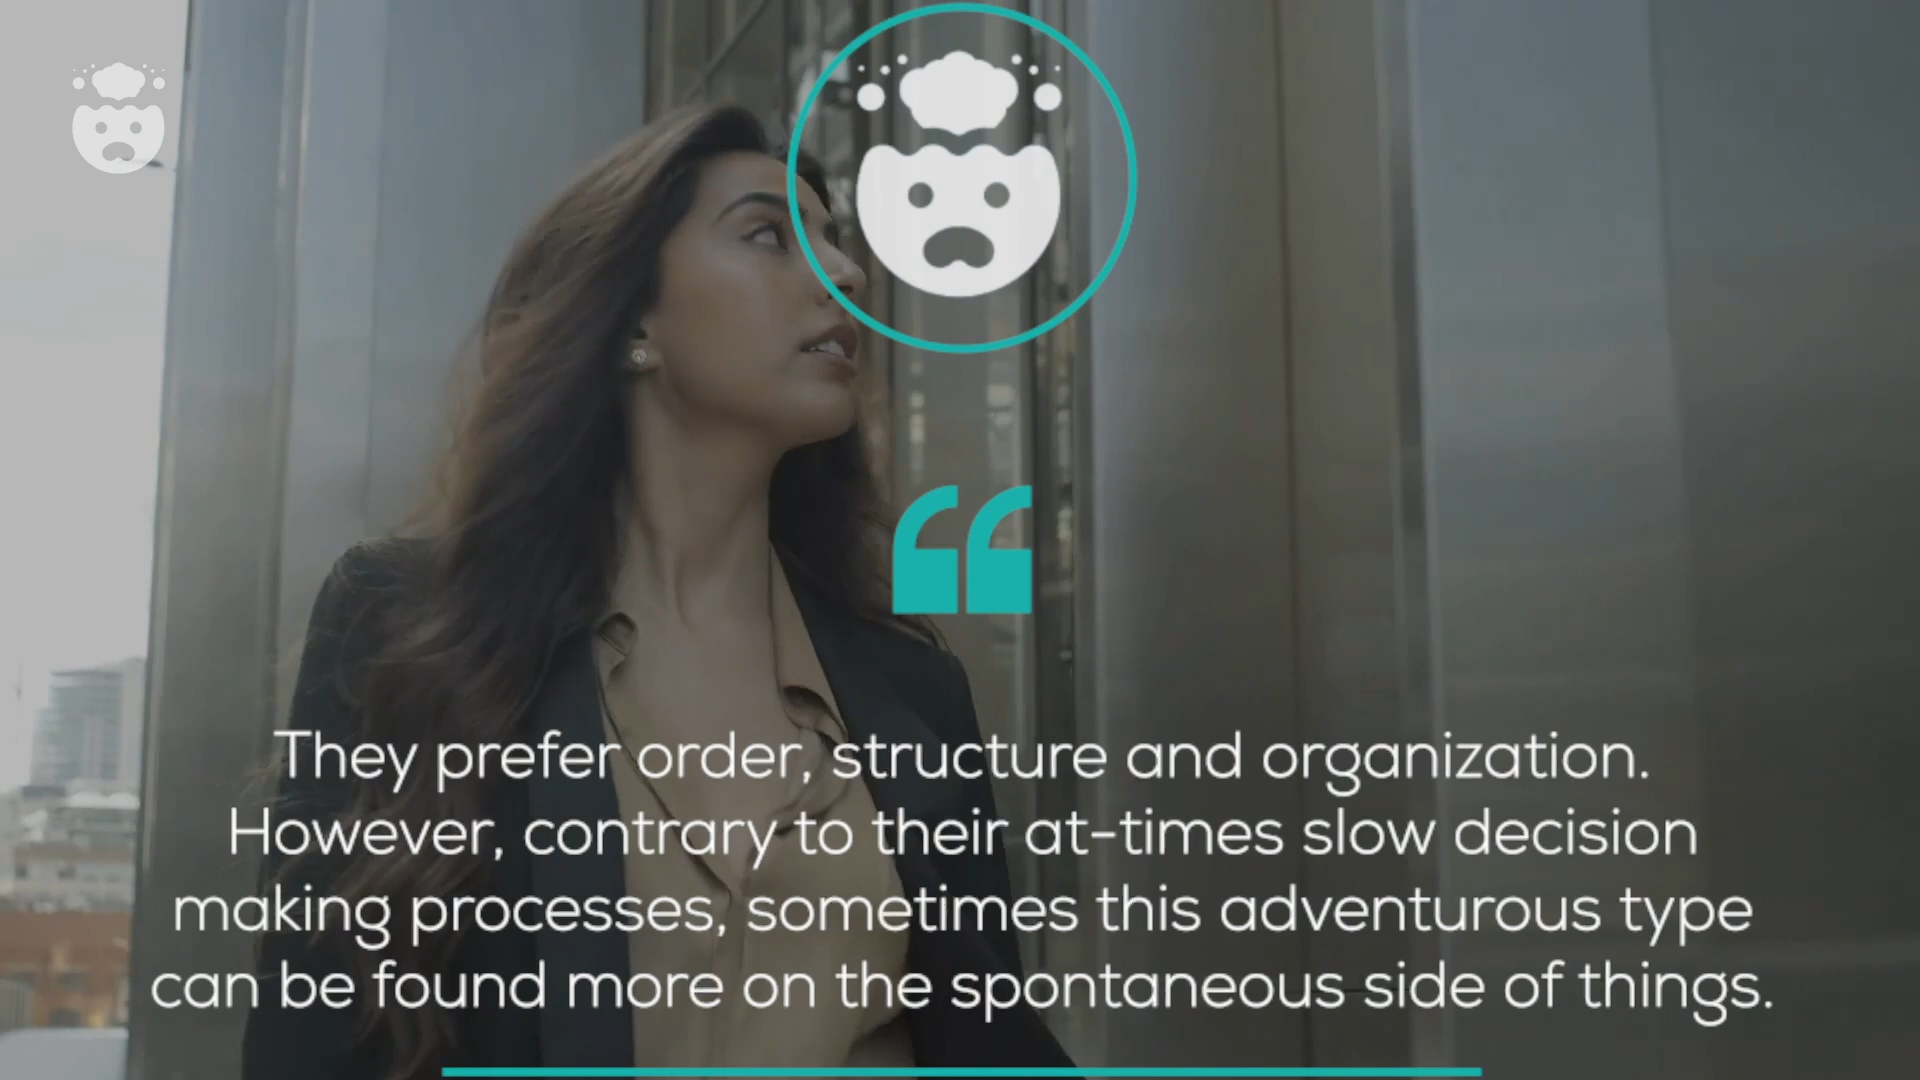 They prefer order, structure and organization.
However, contrary to their at-times slow decision
making processes, sometimes this adventurous type
can be found more on the spontaneous side of things.